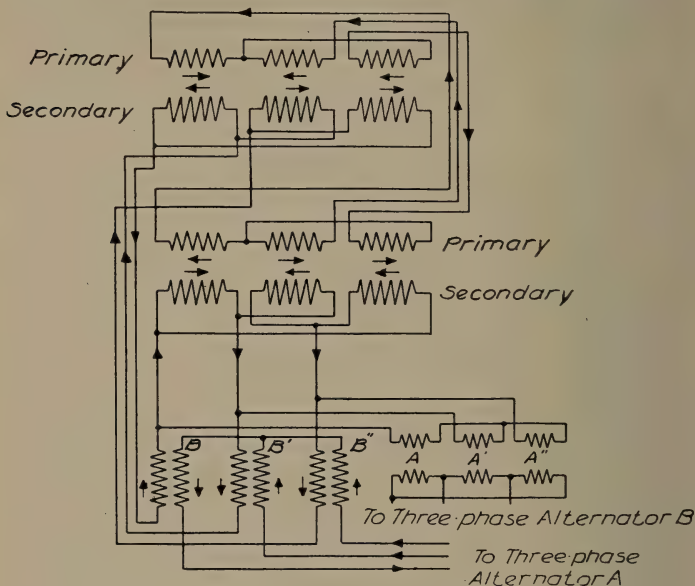 Primary
Secondary
Primary
Secondary
B
B'
B"
A
A'
A"
To Three-phase Alternator B
To Three-phase
Alternator A